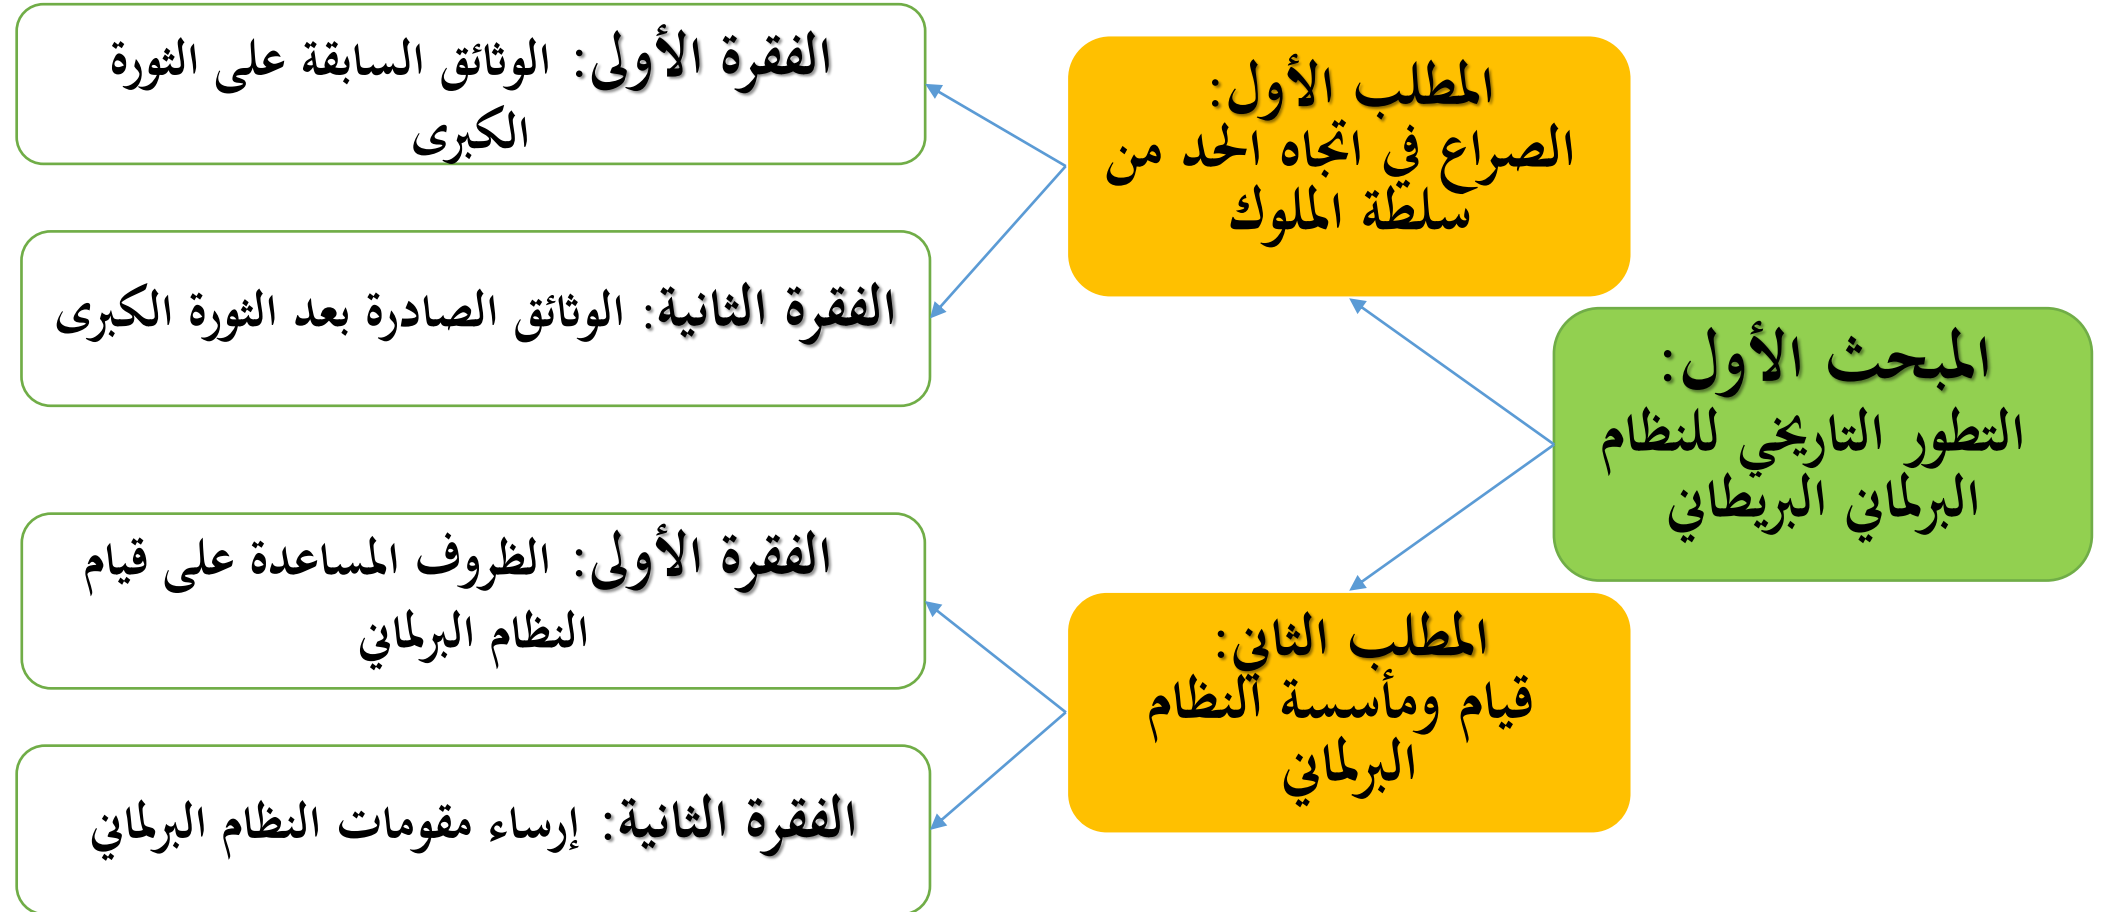 المبحث الأول:
التطور التاريخي للنظام
البرلماني البريطاني
المطلب الأول:
الصراع في اتجاه الحد من
سلطة الملوك
الفقرة الأولى: الوثائق السابقة على الثورة
الكبرى
الفقرة الثانية: الوثائق الصادرة بعد الثورة الكبرى
المطلب الثاني:
قيام ومأسسة النظام
البرلماني
الفقرة الأولى: الظروف المساعدة على قيام
النظام البرلماني
الفقرة الثانية: إرساء مقومات النظام البرلماني